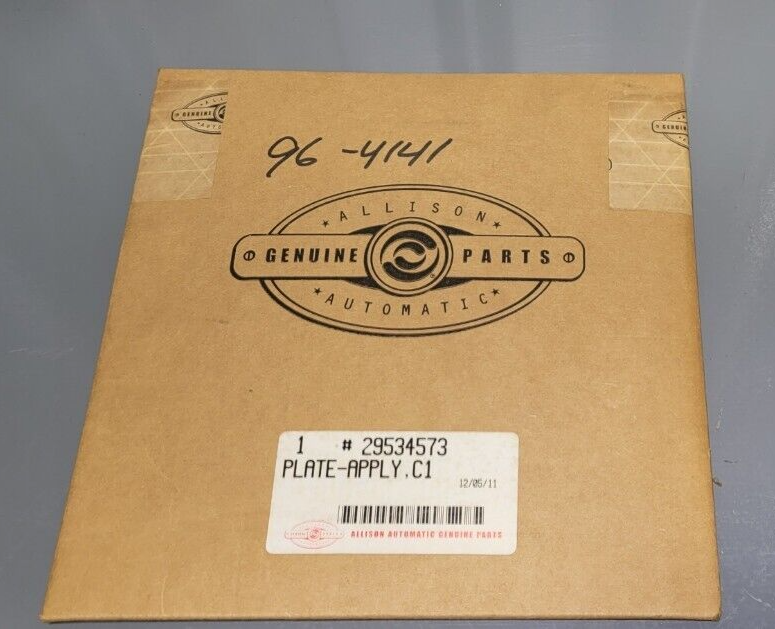 96-4141
ALLISON
GENUINE PARTS
AUTOMATIC
1 # 29534573
PLATE-APPLY,C1
12/05/11
ALLISON AUTOMATIC GENUINE PARTS